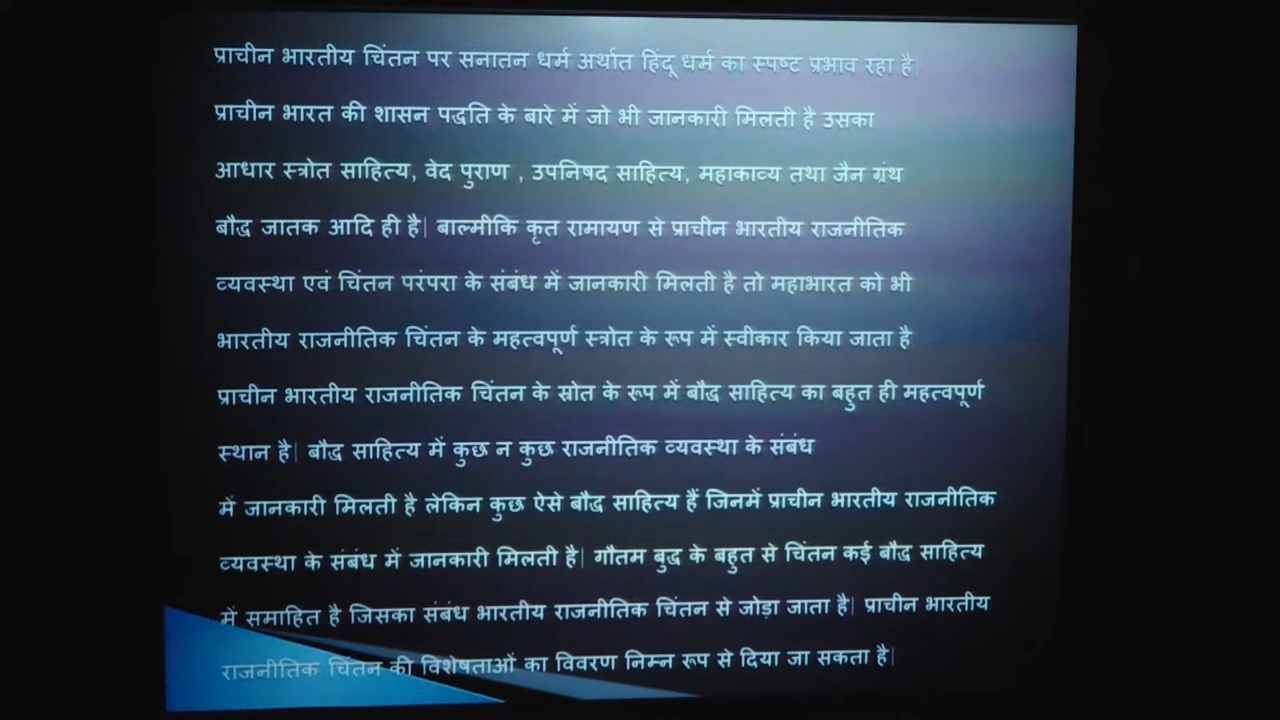 प्राचीन भारतीय चिंतन पर सनातन धर्म अर्थात हिंदू धर्म का स्पष्ट प्रभाव रहा है|
प्राचीन भारत की शासन पद्धति के बारे में जो भी जानकारी मिलती है उसका
आधार स्त्रोत साहित्य, वेद पुराण , उपनिषद साहित्य, महाकाव्य तथा जैन ग्रंथ
बौद्ध जातक आदि ही है| बाल्मीकि कृत रामायण से प्राचीन भारतीय राजनीतिक
व्यवस्था एवं चिंतन परंपरा के संबंध में जानकारी मिलती है तो महाभारत को भी
भारतीय राजनीतिक चिंतन के महत्वपूर्ण स्त्रोत के रूप में स्वीकार किया जाता है
प्राचीन भारतीय राजनीतिक चिंतन के स्रोत के रूप में बौद्ध साहित्य का बहुत ही महत्वपूर्ण
स्थान है| बौद्ध साहित्य में कुछ न कुछ राजनीतिक व्यवस्था के संबंध
में जानकारी मिलती है लेकिन कुछ ऐसे बौद्ध साहित्य हैं जिनमें प्राचीन भारतीय राजनीतिक
व्यवस्था के संबंध में जानकारी मिलती है| गौतम बुद्ध के बहुत से चिंतन कई बौद्ध साहित्य
में समाहित है जिसका संबंध भारतीय राजनीतिक चिंतन से जोड़ा जाता है| प्राचीन भारतीय
राजनीतिक चिंतन की विशेषताओं का विवरण निम्न रूप से दिया जा सकता है|